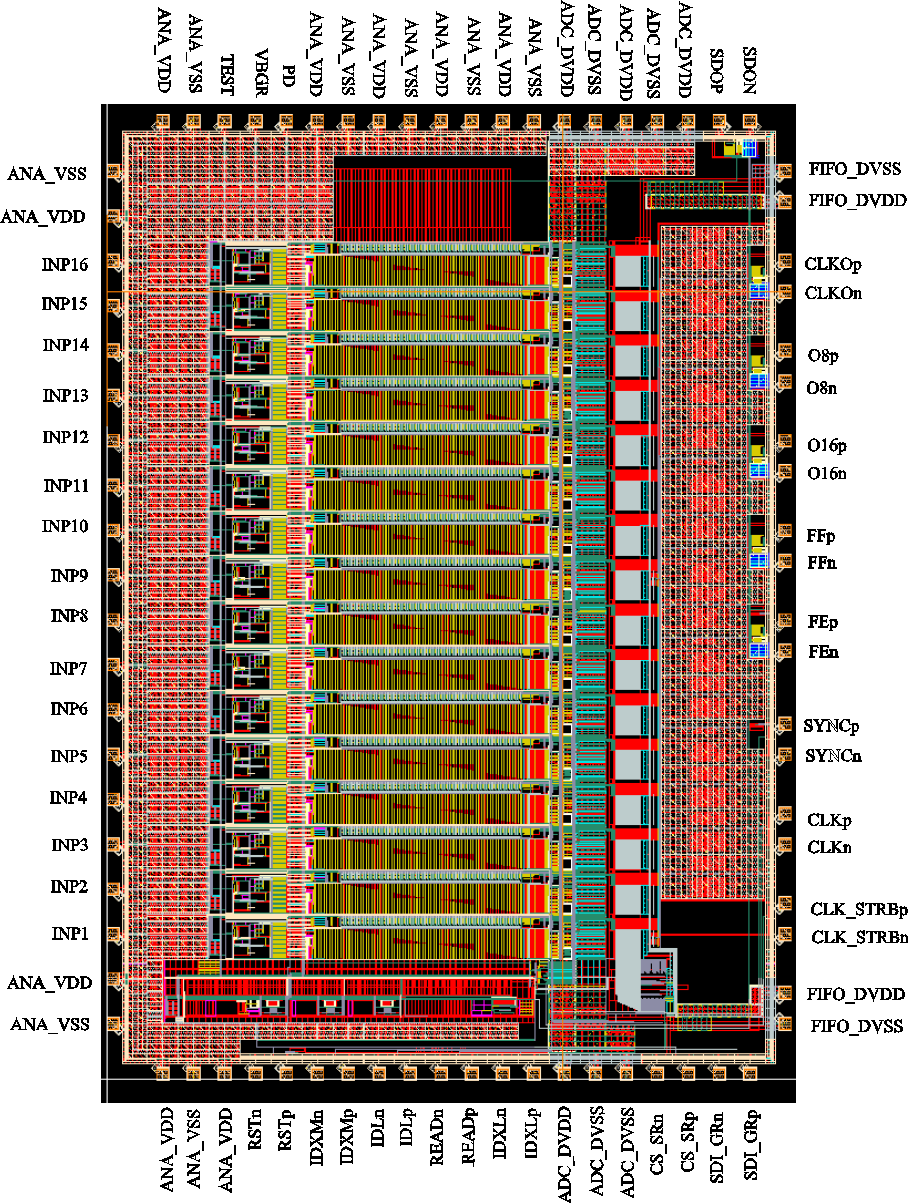 ANA_VDD
ANA_VSS
TEST
VBGR
PD
ANA_VDD
ANA_VSS
ANA_VDD
ANA_VSS
ANA_VDD
ANA_VSS
ANA_VDD
ANA_VSS
ADC_DVDD
ADC_DVSS
ADC_DVDD
ADC_DVSS
ADC_DVDD
SDOP
SDON
ANA_VSS
ANA_VDD
INP16
INP15
INP14
INP13
INP12
INP11
INP10
INP9
INP8
INP7
INP6
INP5
INP4
INP3
INP2
INP1
ANA_VDD
ANA_VSS
FIFO_DVSS
FIFO_DVDD
CLKOp
CLKOn
O8p
O8n
O16p
O16n
FFp
FFn
FEp
FEn
SYNCp
SYNCn
CLKp
CLKn
CLK_STRBp
CLK_STRBn
FIFO_DVDD
FIFO_DVSS
ANA_VDD
ANA_VSS
ANA_VDD
RSTn
RSTp
IDXMn
IDXMp
IDLn
IDLp
READn
READp
IDXLn
IDXLp
ADC_DVDD
ADC_DVSS
ADC_DVSS
CS_SRn
CS_SRp
SDI_GRn
SDI_GRp